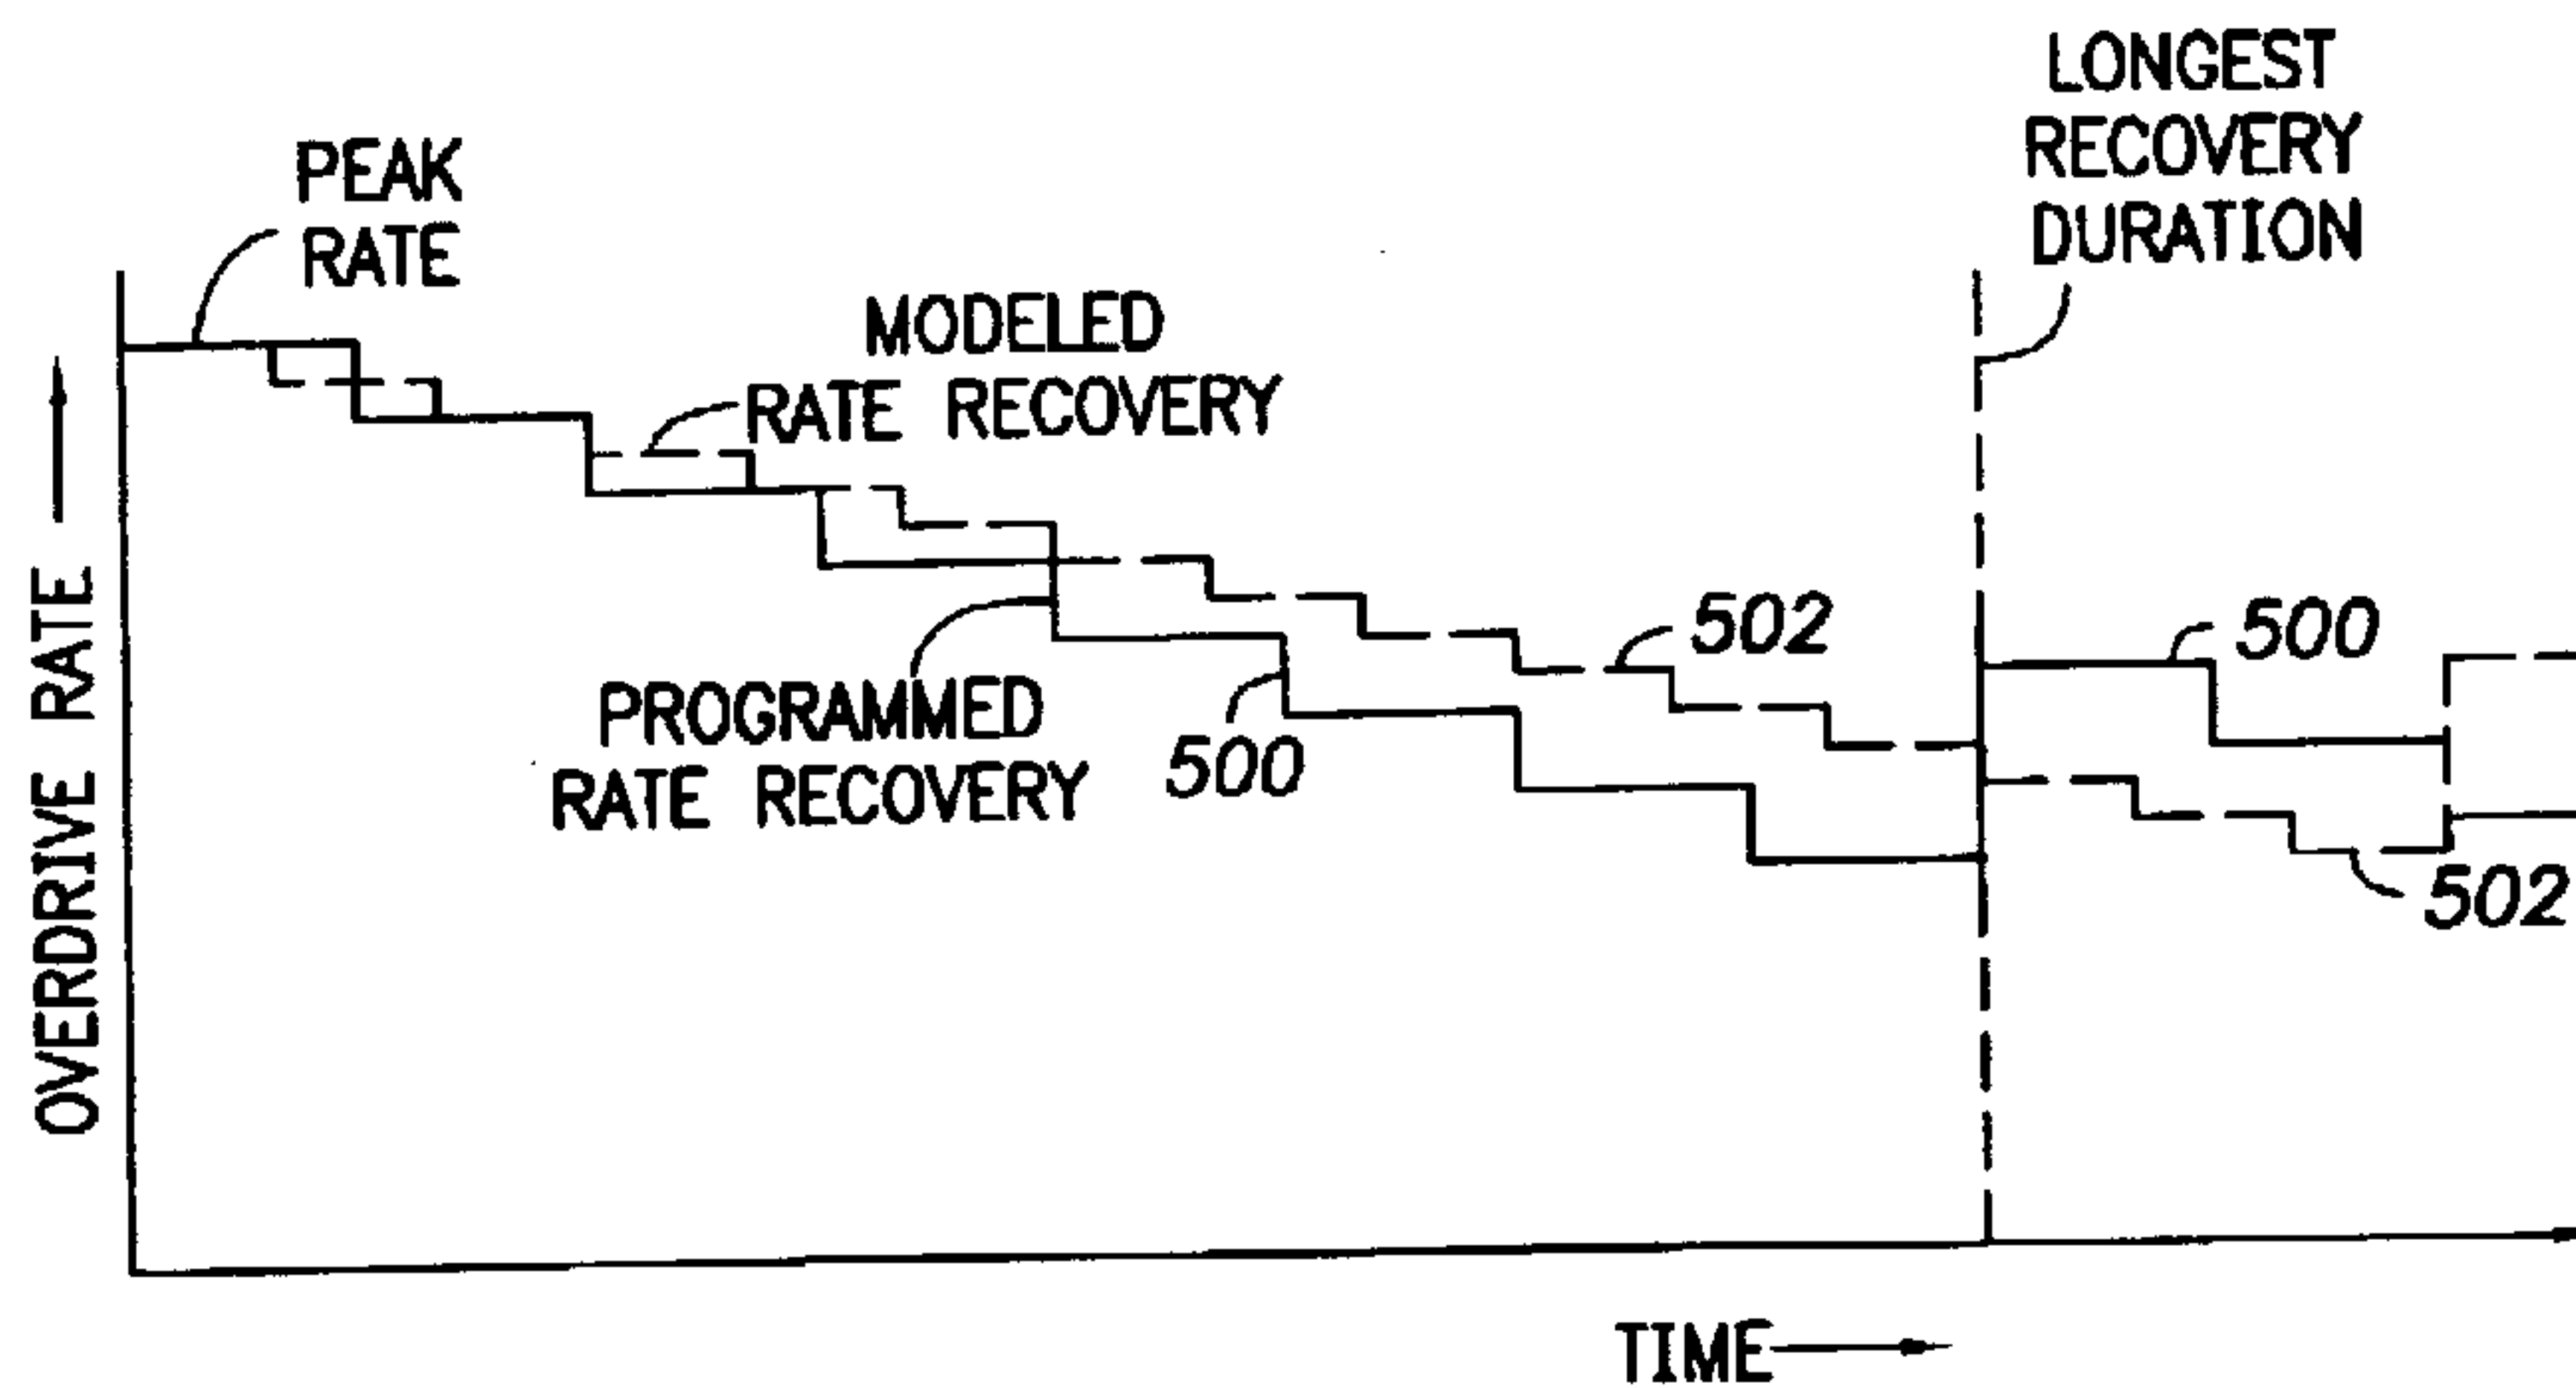 LONGEST
RECOVERY
DURATION
PEAK
RATE
MODELED
RATE RECOVERY
502
500
PROGRAMMED
RATE RECOVERY
500
502
OVERDRIVE RATE
TIME